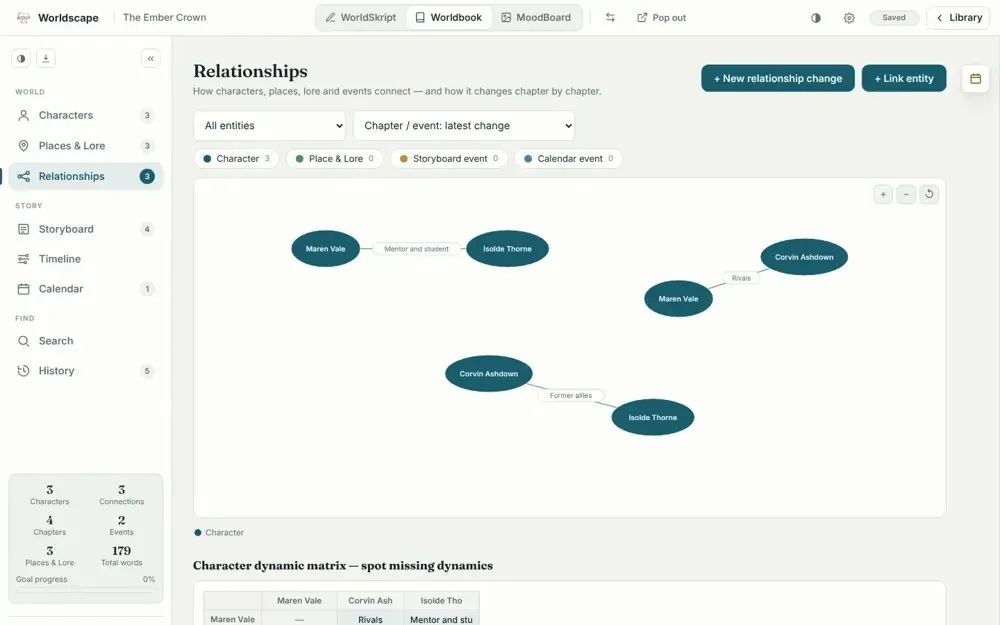 Worldscape The Ember Crown WorldSkript Worldbook MoodBoard Pop out Saved Library
WORLD
Characters 3
Places & Lore 3
Relationships 3
STORY
Storyboard 4
Timeline
Calendar 1
FIND
Search
History 5
3 3
Characters Connections
4 2
Chapters Events
3 179
Places & Lore Total words
Goal progress 0%
Relationships
How characters, places, lore and events connect — and how it changes chapter by chapter.
+ New relationship change + Link entity
All entities Chapter / event: latest change
Character 3 Place & Lore 0 Storyboard event 0 Calendar event 0
Maren Vale Mentor and student Isolde Thorne
Corvin Ashdown
Rivals
Maren Vale
Corvin Ashdown
Former allies
Isolde Thorne
Character
Character dynamic matrix — spot missing dynamics
Maren Vale Corvin Ash Isolde Tho
Maren Vale — Rivals Mentor and stu